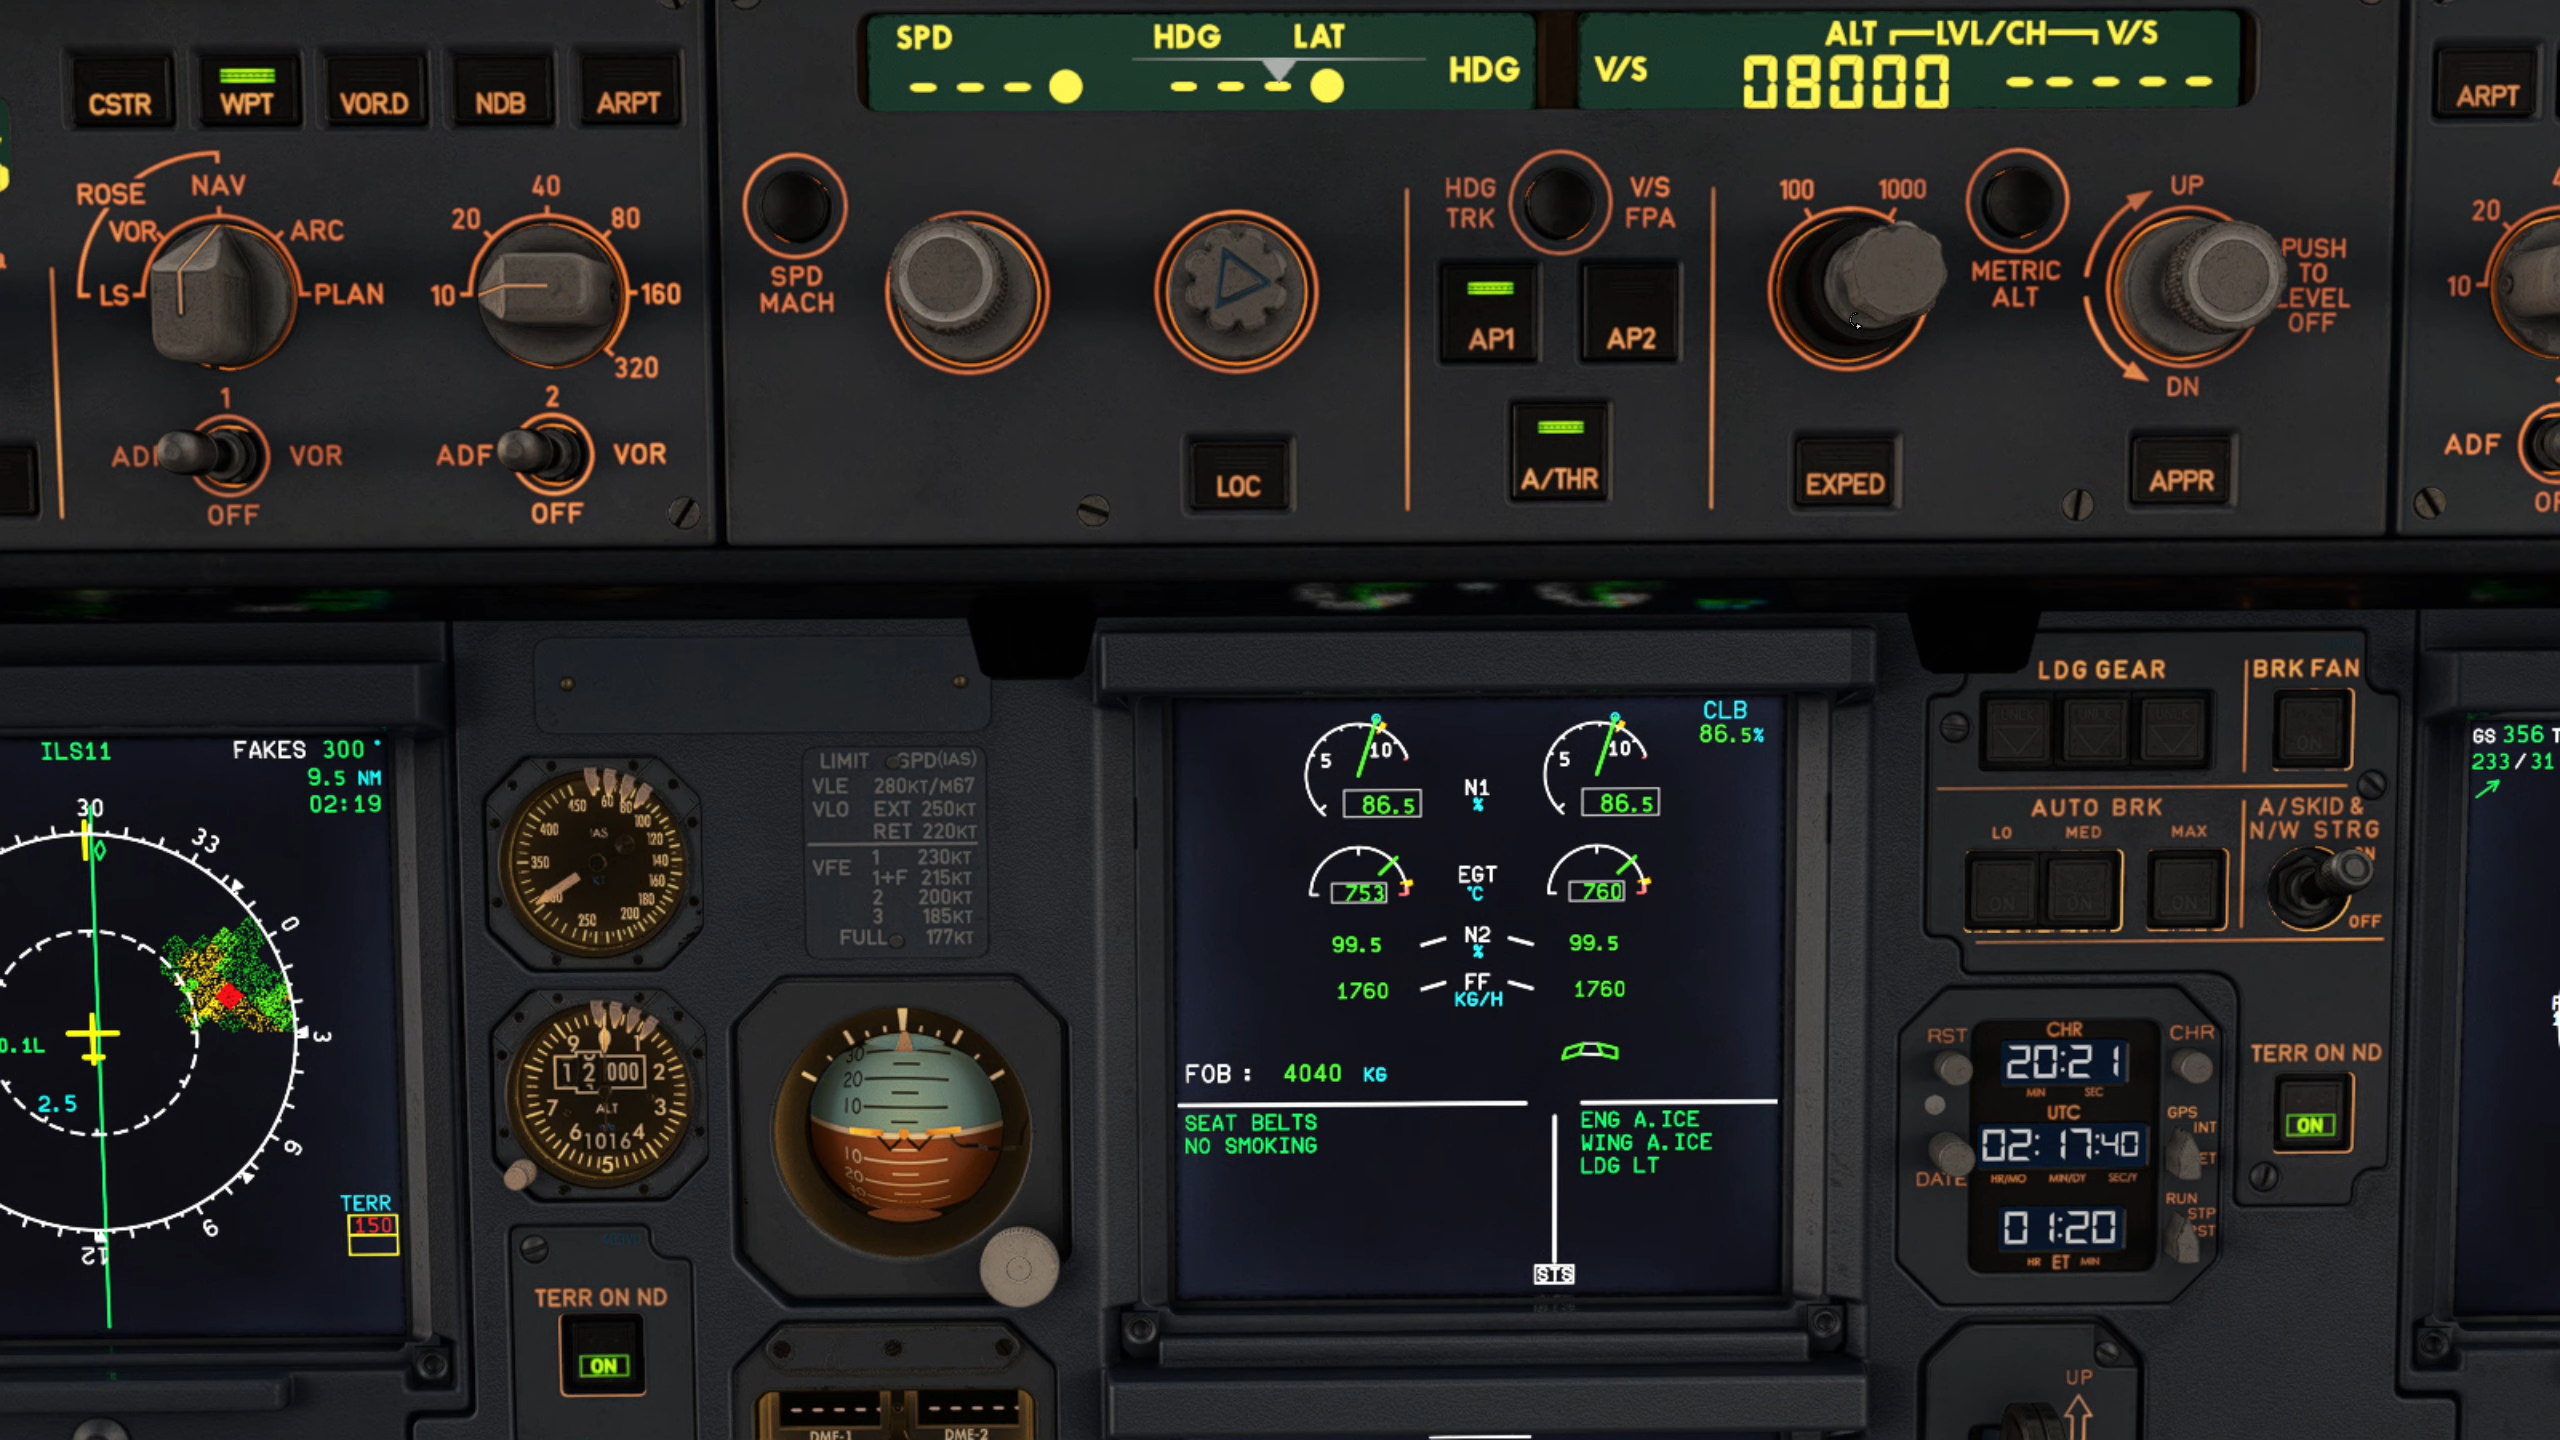 SPD HDG LAT HDG
V/S ALT LVL/CH V/S
08000
CSTR WPT VOR.D NDB ARPT
ARPT
ROSE NAV
VOR ARC
LS PLAN
10 20 40 80 160 320
1 2
ADF VOR
OFF
ADF VOR
OFF
SPD
MACH
LOC
HDG
TRK
V/S
FPA
AP1 AP2
A/THR
100 1000
METRIC
ALT
EXPED
UP
DN
PUSH
TO
LEVEL
OFF
APPR
20
10
ADF
ILS11
FAKES 300°
9.5 NM
02:19
30 33 0 3 6 9 12
0.1L
2.5
TERR
150
450 60 80
400 IAS 100
120
350 140
160
180
250 200
LIMIT SPD(IAS)
VLE 280KT/M67
VLO EXT 250KT
RET 220KT
VFE 1 230KT
1+F 215KT
2 200KT
3 185KT
FULL 177KT
9 1
12 000 2
7 ALT 3
6 1016 4
5
30
20
10
10
20
30
TERR ON ND
ON
DME-1 DME-2
CLB
86.5%
5 10 5 10
86.5 N1 % 86.5
753 EGT °C 760
99.5 N2 % 99.5
1760 FF KG/H 1760
FOB : 4040 KG
SEAT BELTS
NO SMOKING
ENG A.ICE
WING A.ICE
LDG LT
STS
LDG GEAR
BRK FAN
AUTO BRK
LO MED MAX
A/SKID &
N/W STRG
ON
OFF
RST CHR CHR
20:21
MIN SEC
UTC
02:17:40
HR/MO MIN/DY SEC/Y
DATE
GPS
INT
RUN
STP
01:20
HR ET MIN
TERR ON ND
ON
UP
GS 356 T
233/31